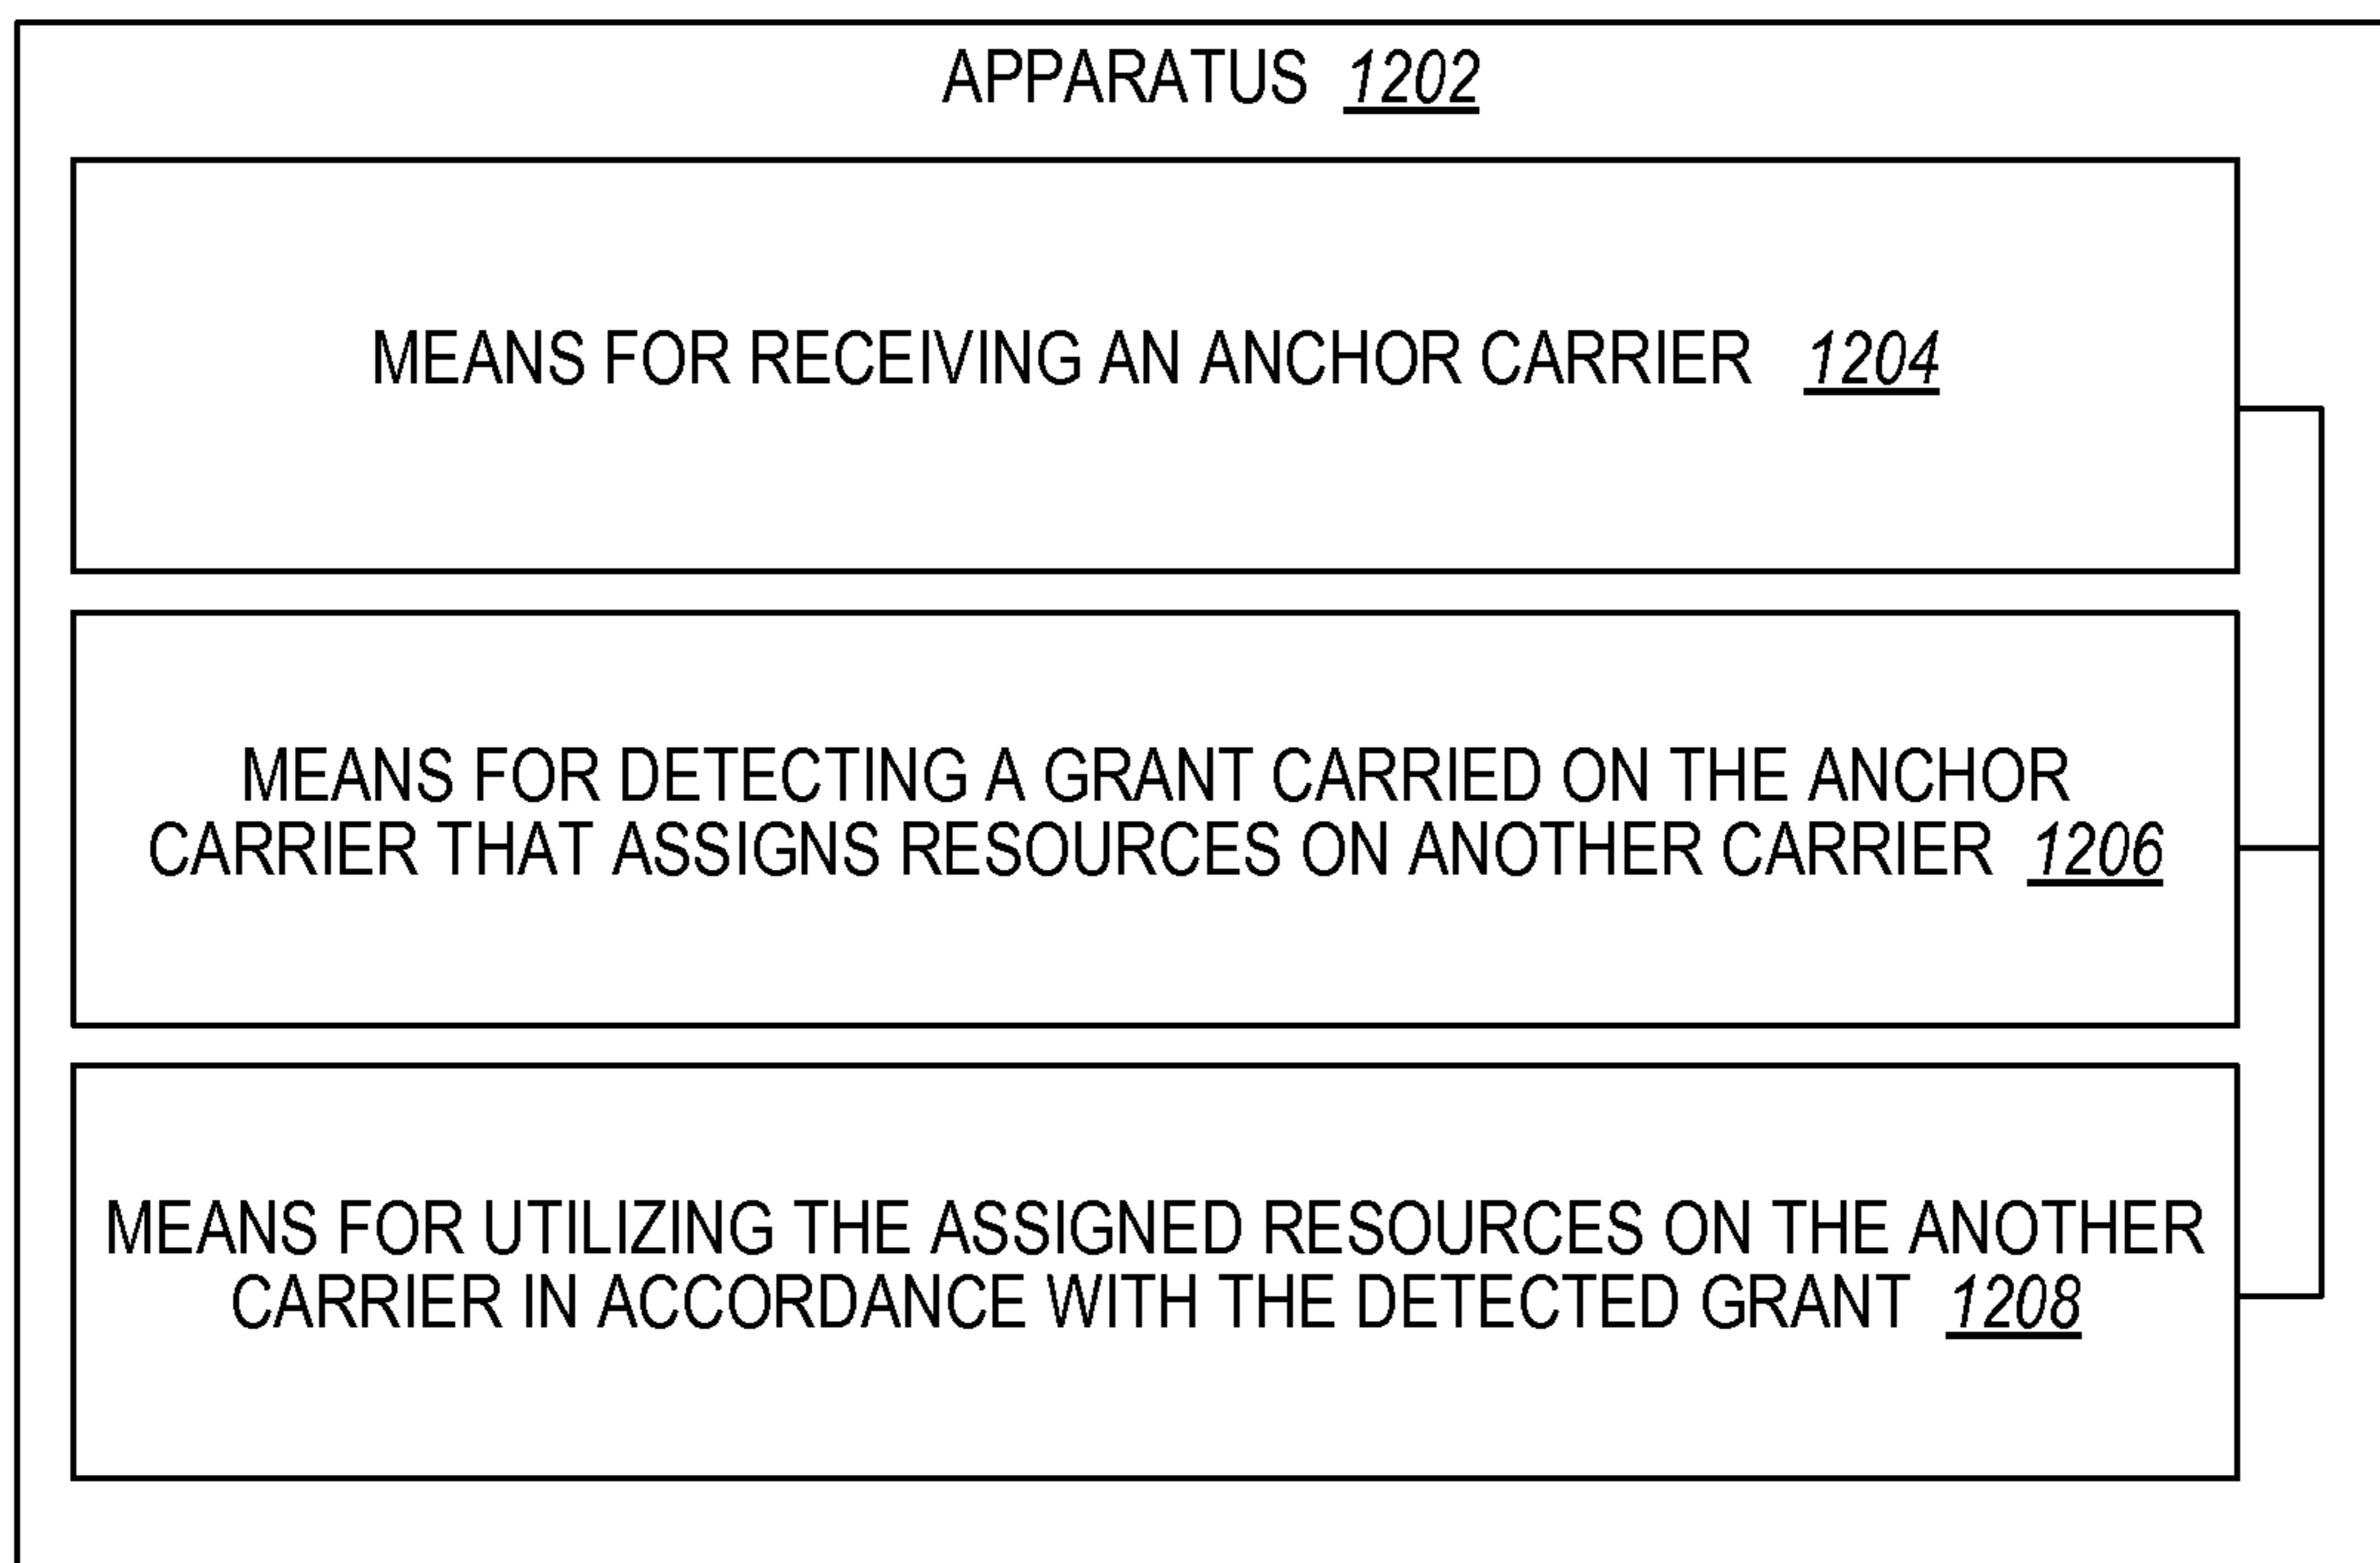 APPARATUS 1202
MEANS FOR RECEIVING AN ANCHOR CARRIER 1204
MEANS FOR DETECTING A GRANT CARRIED ON THE ANCHOR
CARRIER THAT ASSIGNS RESOURCES ON ANOTHER CARRIER 1206
MEANS FOR UTILIZING THE ASSIGNED RESOURCES ON THE ANOTHER
CARRIER IN ACCORDANCE WITH THE DETECTED GRANT 1208